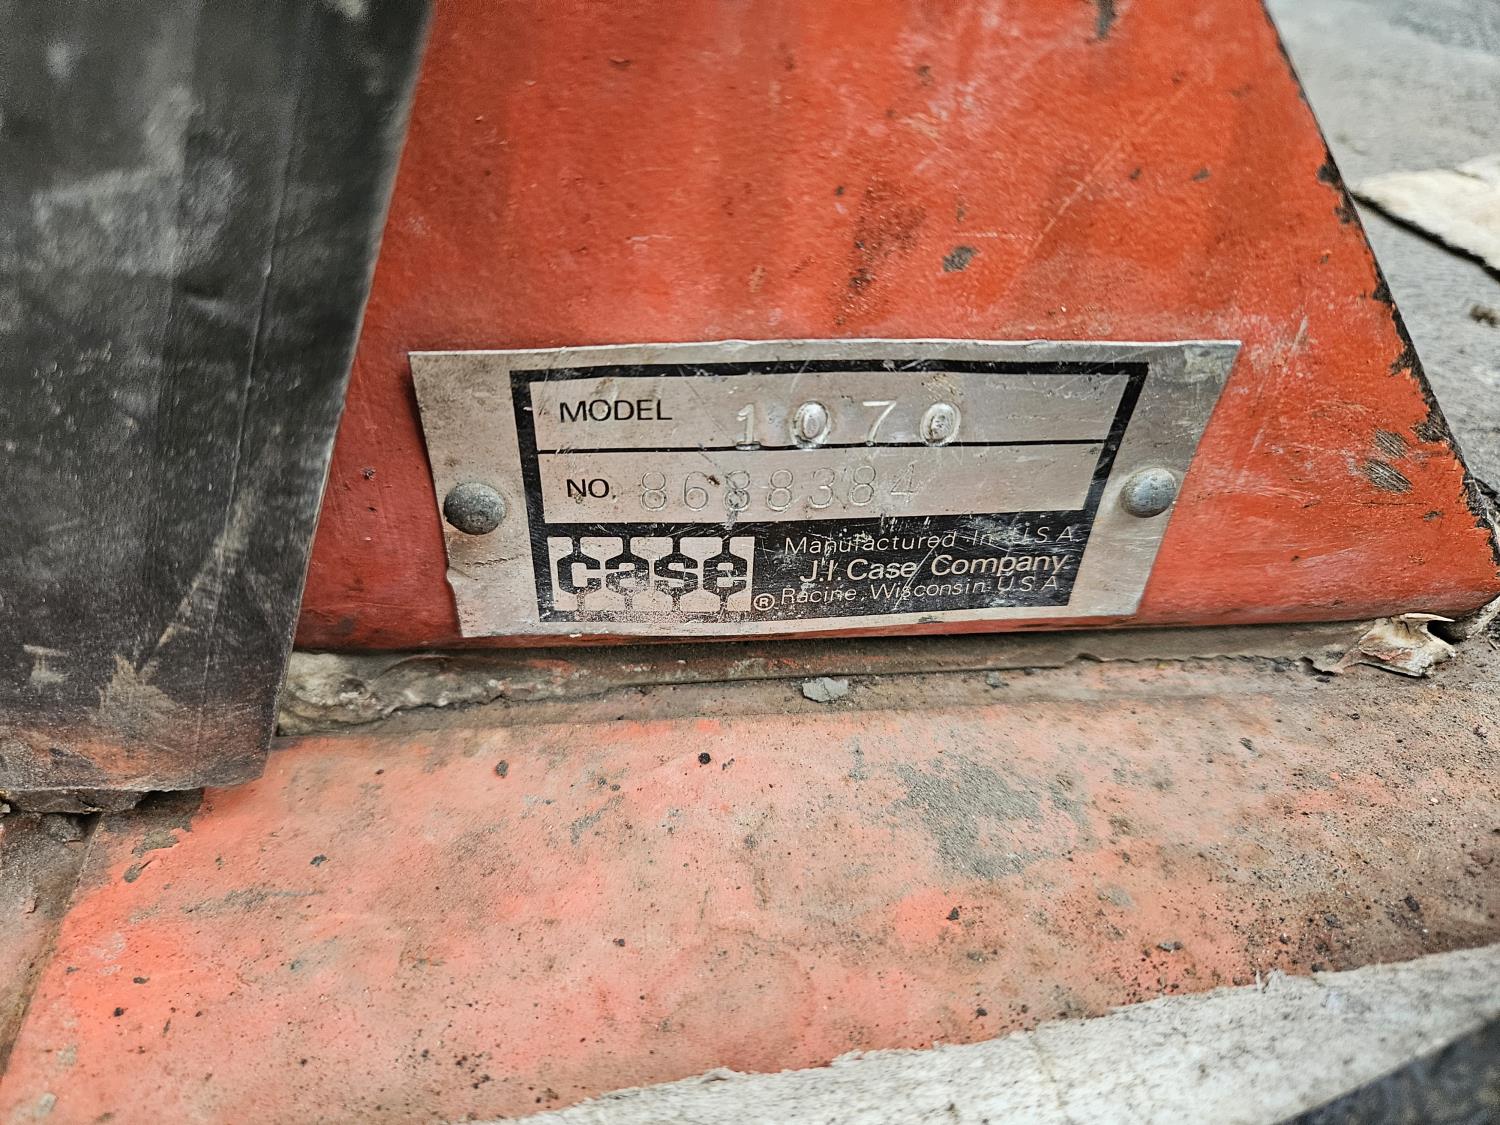 MODEL 1070
NO. 8688384
case
Manufactured In U.S.A
J.I. Case Company
® Racine, Wisconsin U.S.A.